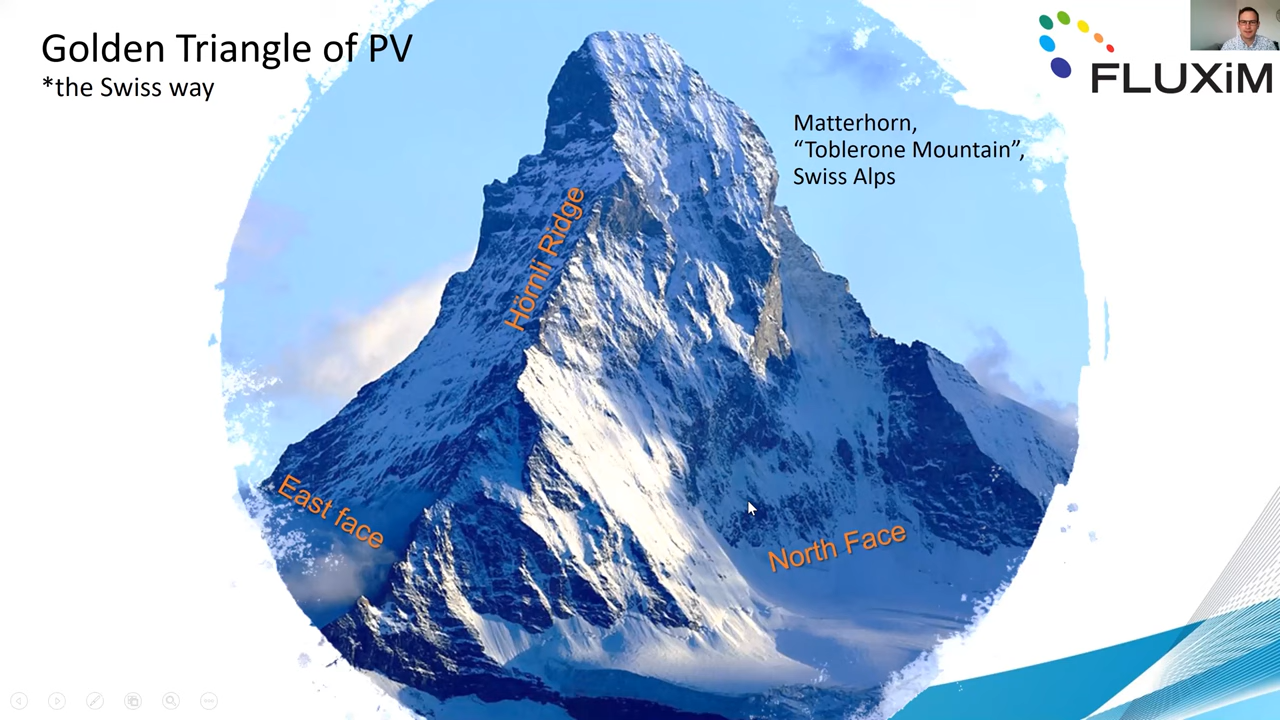 Golden Triangle of PV
*the Swiss way
FLUXiM
Matterhorn,
“Toblerone Mountain”,
Swiss Alps
Hörnli Ridge
East face
North Face